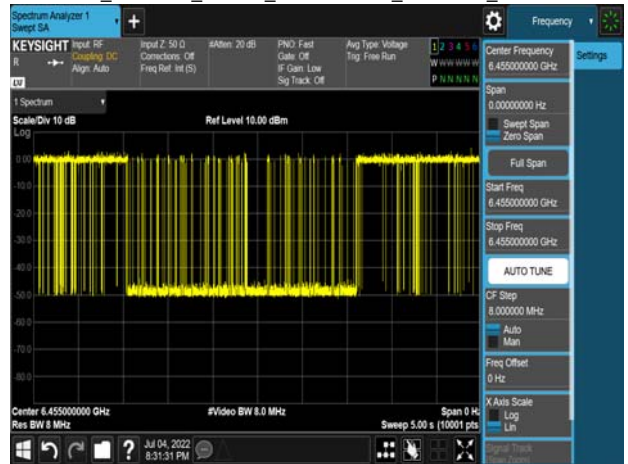 Spectrum Analyzer 1
Swept SA
+
Frequency
KEYSIGHT
R
LXI
Input: RF
Coupling: DC
Align: Auto
Input Z: 50 Ω
Corrections: Off
Freq Ref: Int (S)
#Atten: 20 dB
PNO: Fast
Gate: Off
IF Gain: Low
Sig Track: Off
Avg Type: Voltage
Trig: Free Run
1 2 3 4 5 6
W W W W W W
P N N N N N
1 Spectrum
Scale/Div 10 dB
Ref Level 10.00 dBm
Log
0.00
-10.0
-20.0
-30.0
-40.0
-50.0
-60.0
-70.0
-80.0
Center 6.455000000 GHz
Res BW 8 MHz
#Video BW 8.0 MHz
Span 0 Hz
Sweep 5.00 s (10001 pts
Center Frequency
6.455000000 GHz
Settings
Span
0.00000000 Hz
Swept Span
Zero Span
Full Span
Start Freq
6.455000000 GHz
Stop Freq
6.455000000 GHz
AUTO TUNE
CF Step
8.000000 MHz
Auto
Man
Freq Offset
0 Hz
X Axis Scale
Log
Lin
Signal Track
(Span Zoom)
?
Jul 04, 2022
8:31:31 PM